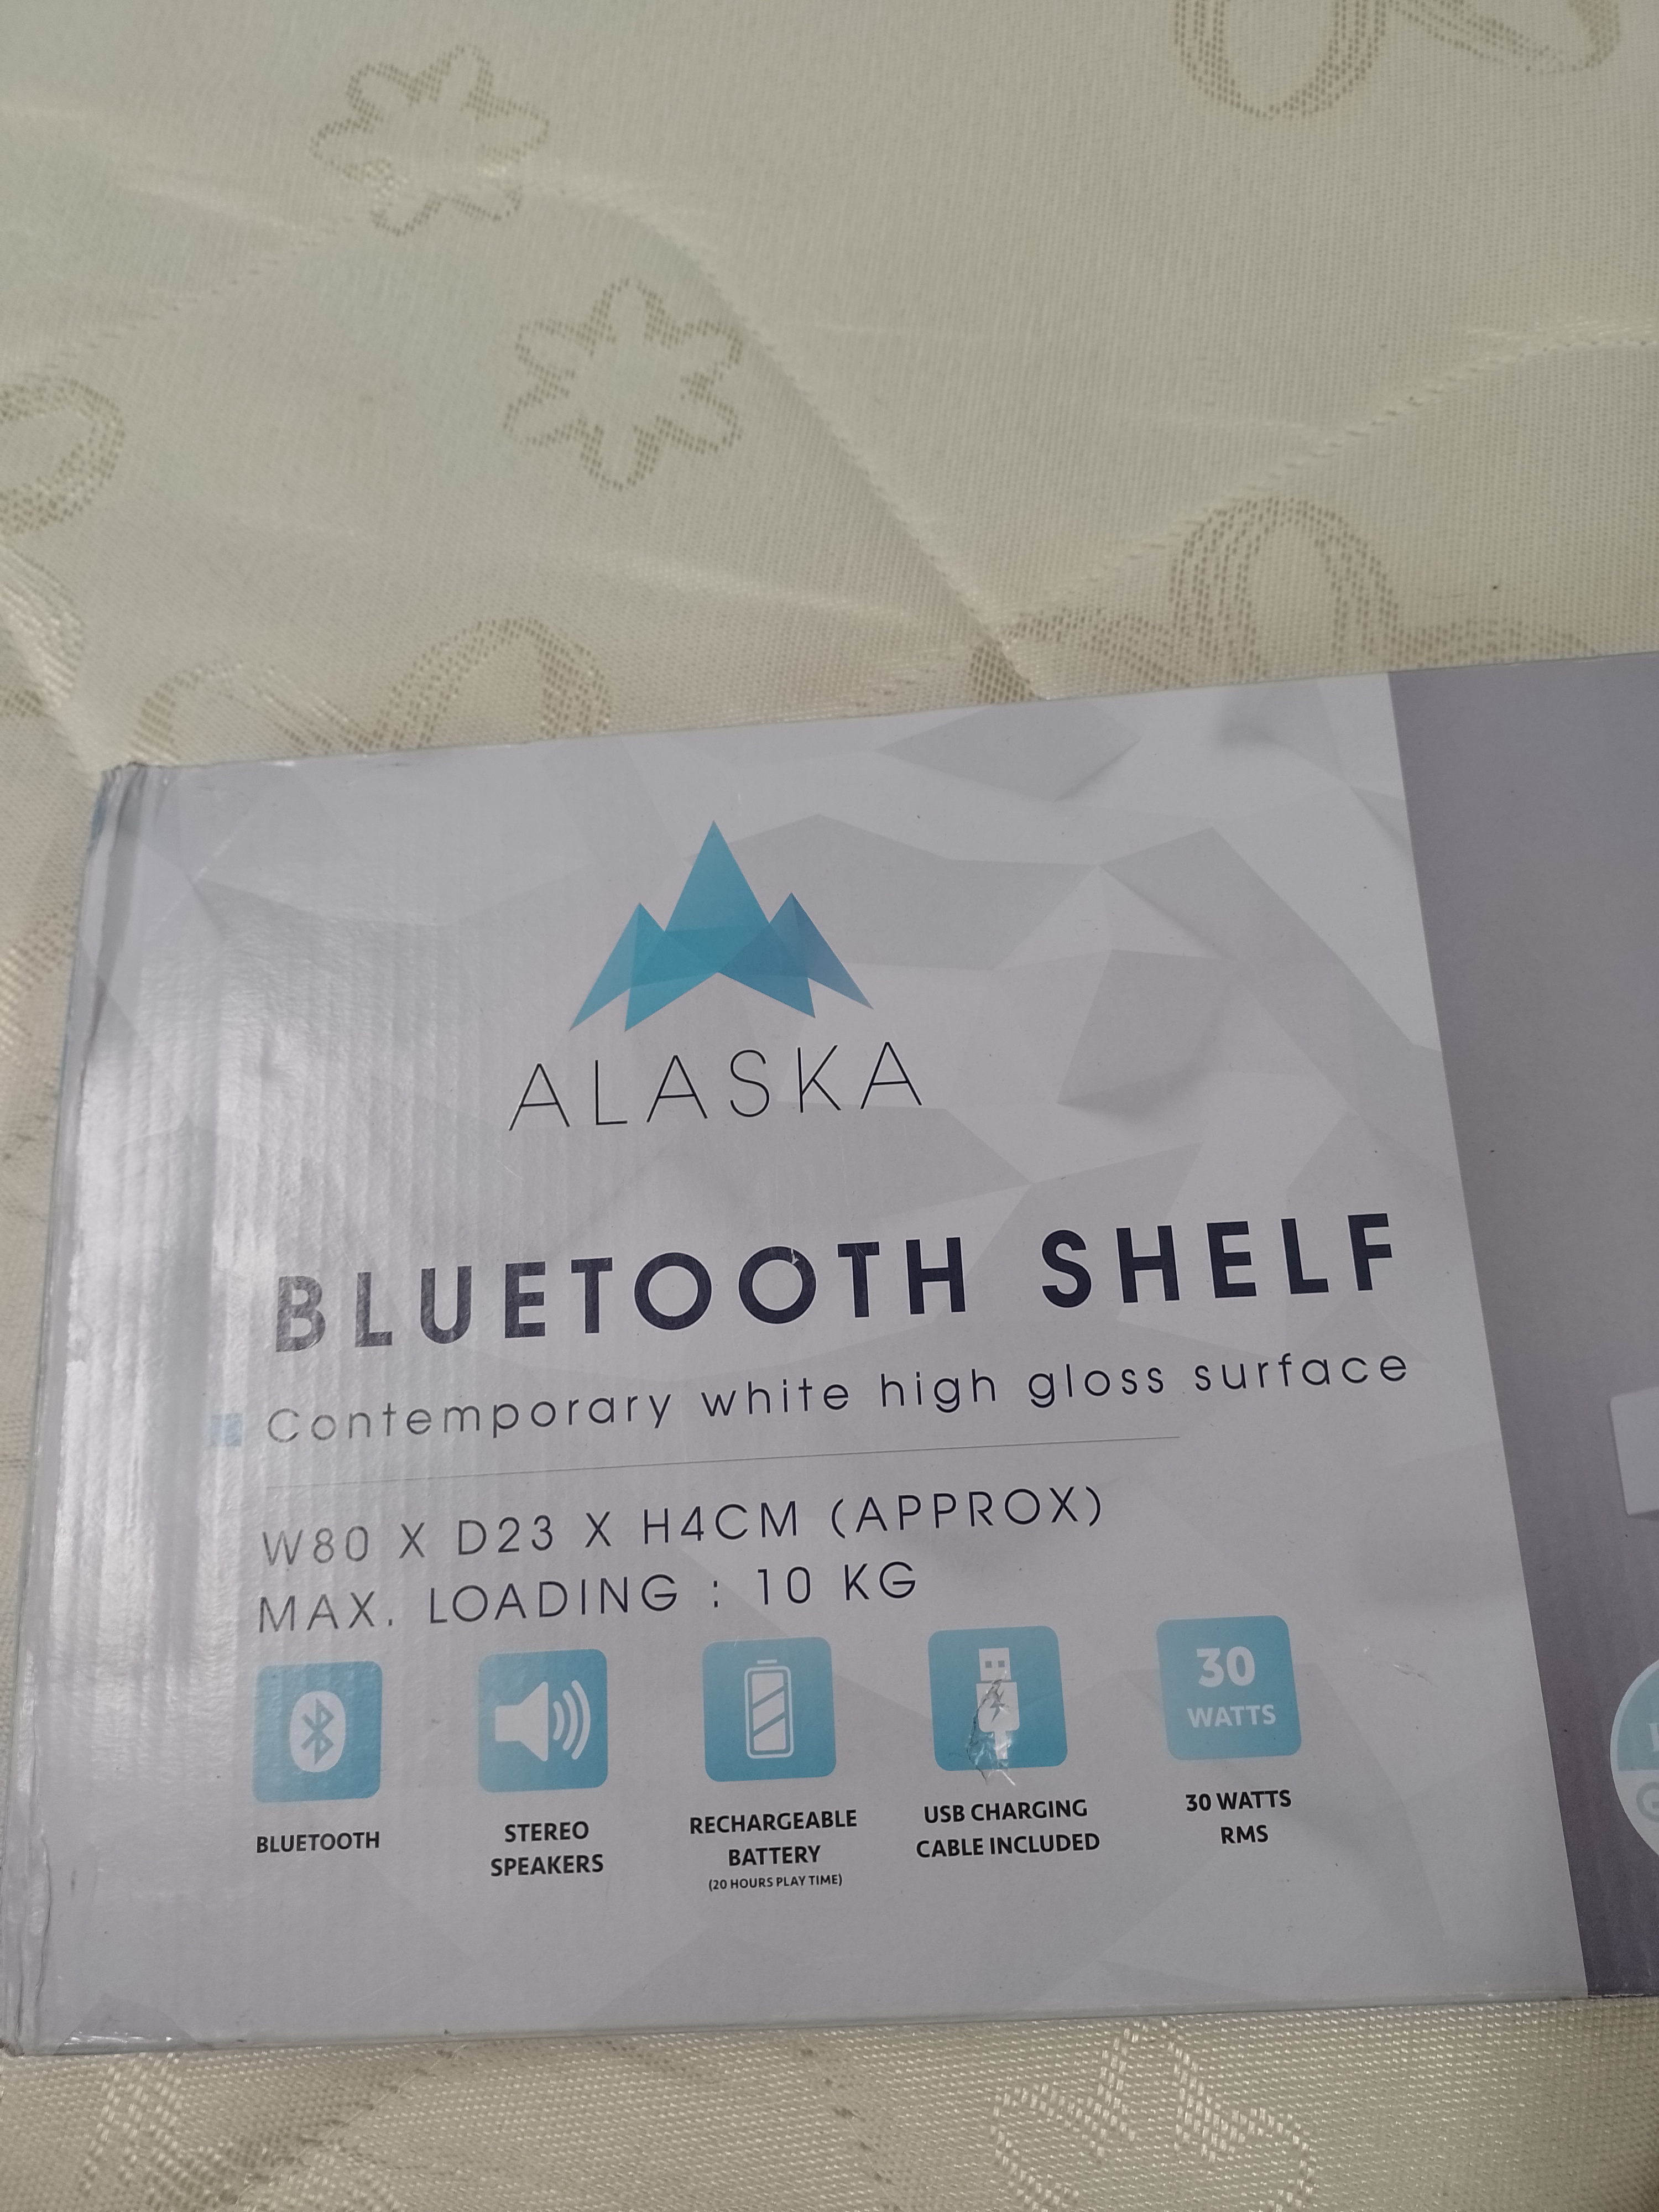 ALASKA
BLUETOOTH SHELF
Contemporary white high gloss surface
W80 X D23 X H4CM (APPROX)
MAX. LOADING : 10 KG
30
WATTS
BLUETOOTH
STEREO
SPEAKERS
RECHARGEABLE
BATTERY
(20 HOURS PLAY TIME)
USB CHARGING
CABLE INCLUDED
30 WATTS
RMS